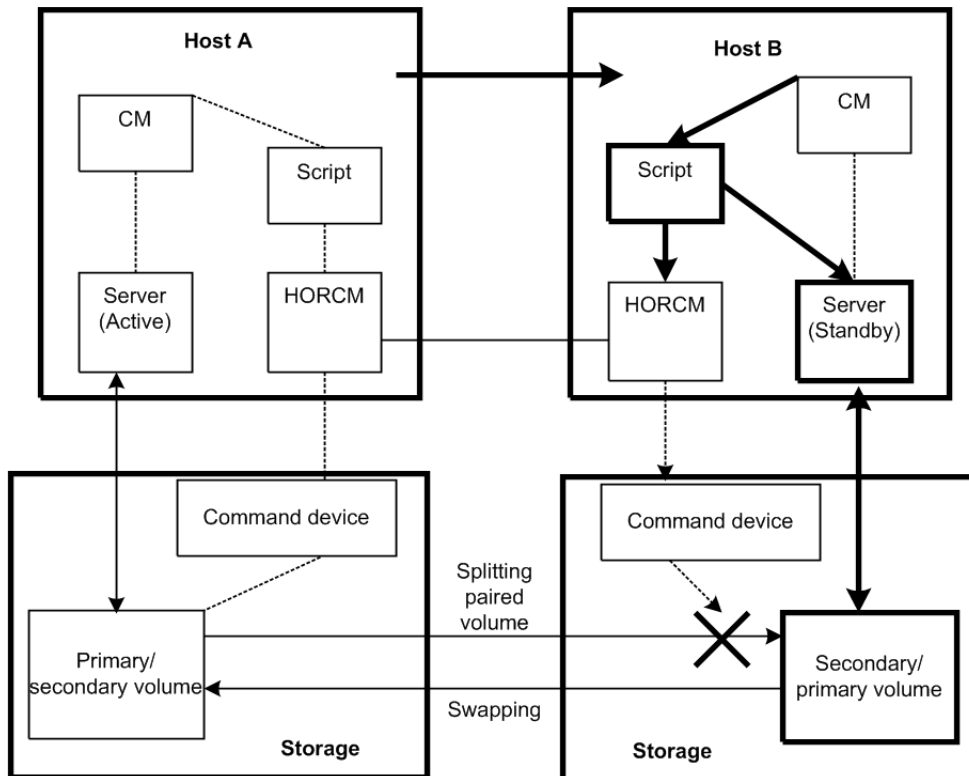 Host A
Host B
CM
Script
Server
(Active)
HORCM
CM
Script
HORCM
Server
(Standby)
Command device
Command device
Splitting
paired
volume
Primary/
secondary volume
Secondary/
primary volume
Swapping
Storage
Storage